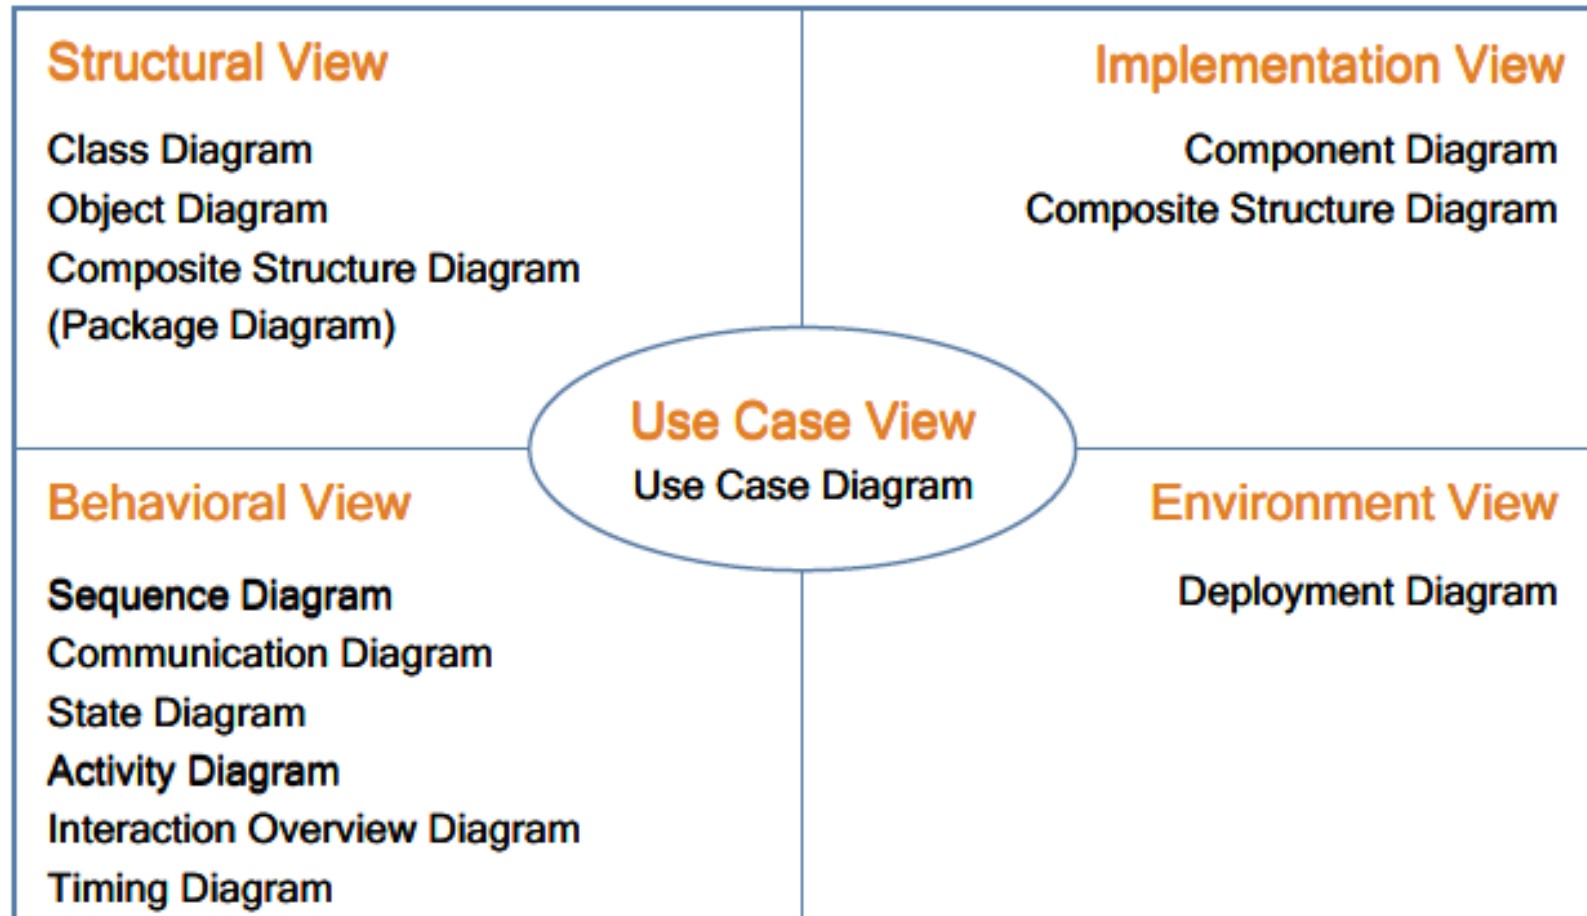 Structural View
Class Diagram
Object Diagram
Composite Structure Diagram
(Package Diagram)
Implementation View
Component Diagram
Composite Structure Diagram
Use Case View
Use Case Diagram
Behavioral View
Sequence Diagram
Communication Diagram
State Diagram
Activity Diagram
Interaction Overview Diagram
Timing Diagram
Environment View
Deployment Diagram